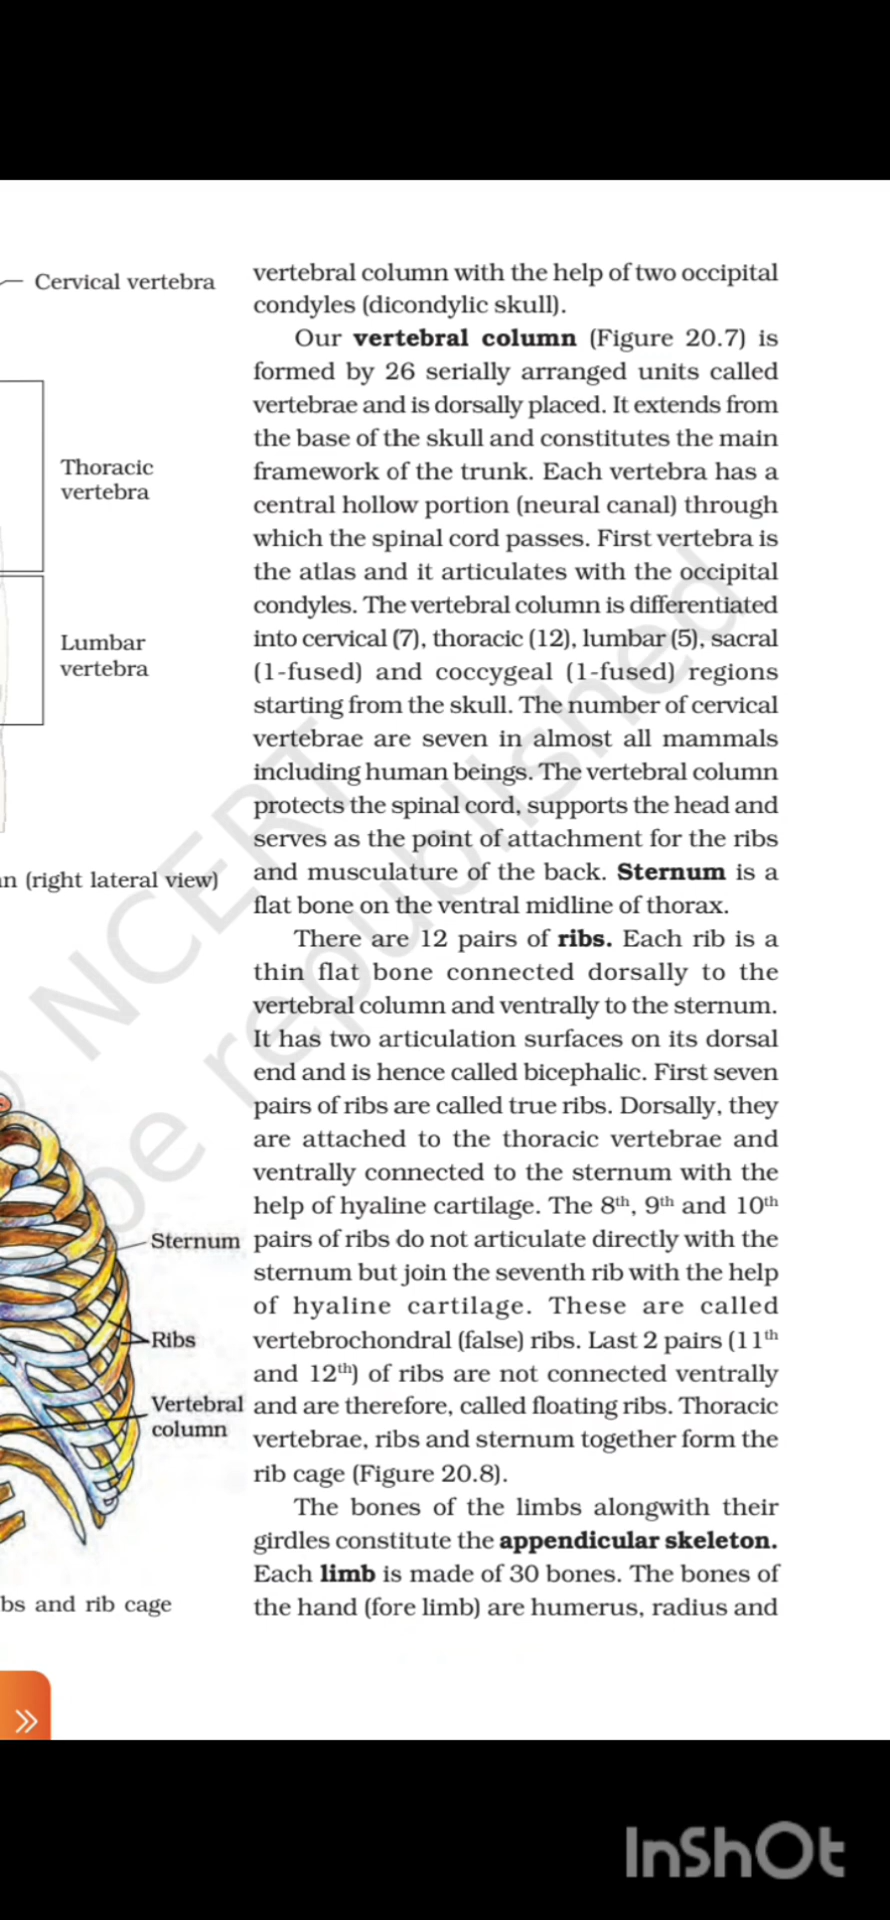 Cervical vertebra
Thoracic
vertebra
Lumbar
vertebra
n (right lateral view)
Sternum
Ribs
Vertebral
column
bs and rib cage
vertebral column with the help of two occipital
condyles (dicondylic skull).
Our vertebral column (Figure 20.7) is
formed by 26 serially arranged units called
vertebrae and is dorsally placed. It extends from
the base of the skull and constitutes the main
framework of the trunk. Each vertebra has a
central hollow portion (neural canal) through
which the spinal cord passes. First vertebra is
the atlas and it articulates with the occipital
condyles. The vertebral column is differentiated
into cervical (7), thoracic (12), lumbar (5), sacral
(1-fused) and coccygeal (1-fused) regions
starting from the skull. The number of cervical
vertebrae are seven in almost all mammals
including human beings. The vertebral column
protects the spinal cord, supports the head and
serves as the point of attachment for the ribs
and musculature of the back. Sternum is a
flat bone on the ventral midline of thorax.
There are 12 pairs of ribs. Each rib is a
thin flat bone connected dorsally to the
vertebral column and ventrally to the sternum.
It has two articulation surfaces on its dorsal
end and is hence called bicephalic. First seven
pairs of ribs are called true ribs. Dorsally, they
are attached to the thoracic vertebrae and
ventrally connected to the sternum with the
help of hyaline cartilage. The 8th, 9th and 10th
pairs of ribs do not articulate directly with the
sternum but join the seventh rib with the help
of hyaline cartilage. These are called
vertebrochondral (false) ribs. Last 2 pairs (11th
and 12th) of ribs are not connected ventrally
and are therefore, called floating ribs. Thoracic
vertebrae, ribs and sternum together form the
rib cage (Figure 20.8).
The bones of the limbs alongwith their
girdles constitute the appendicular skeleton.
Each limb is made of 30 bones. The bones of
the hand (fore limb) are humerus, radius and
© NCERT
be republished
InShOt